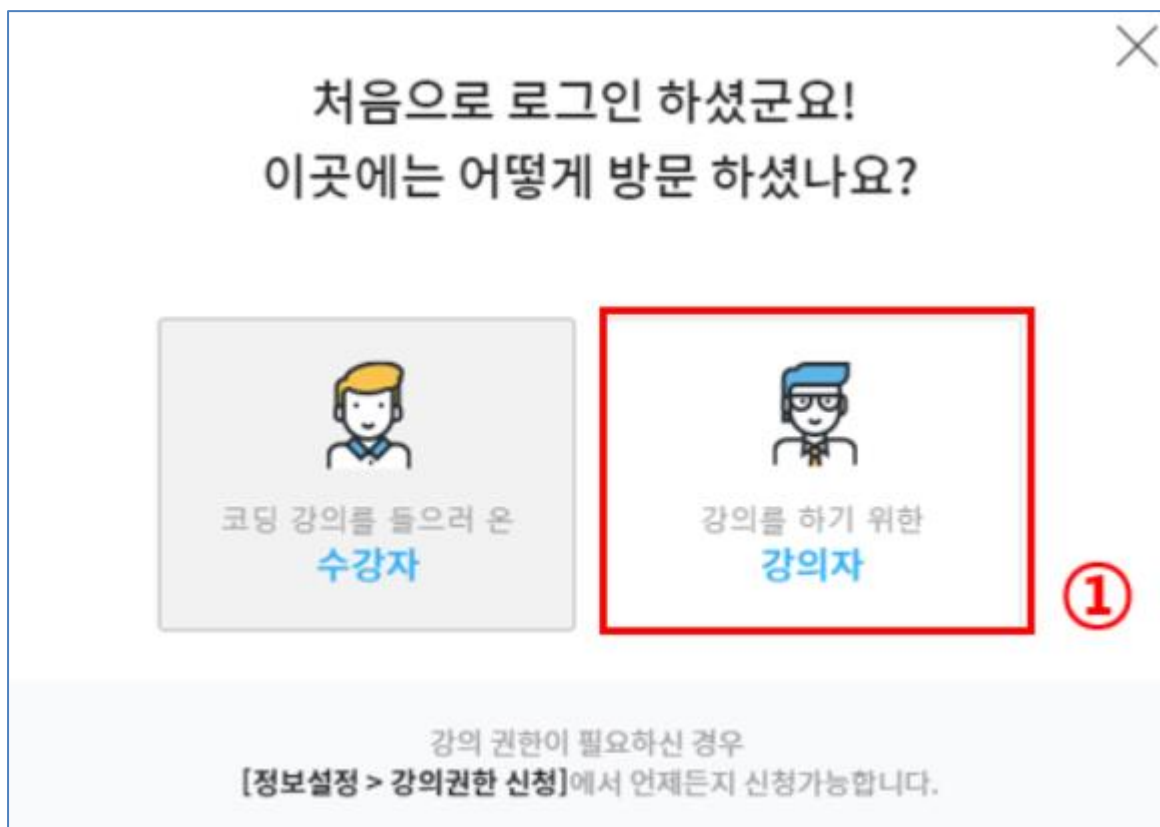 처음으로 로그인 하셨군요!
이곳에는 어떻게 방문 하셨나요?
코딩 강의를 들으러 온
수강자
강의를 하기 위한
강의자
①
강의 권한이 필요하신 경우
[정보설정 > 강의권한 신청]에서 언제든지 신청가능합니다.